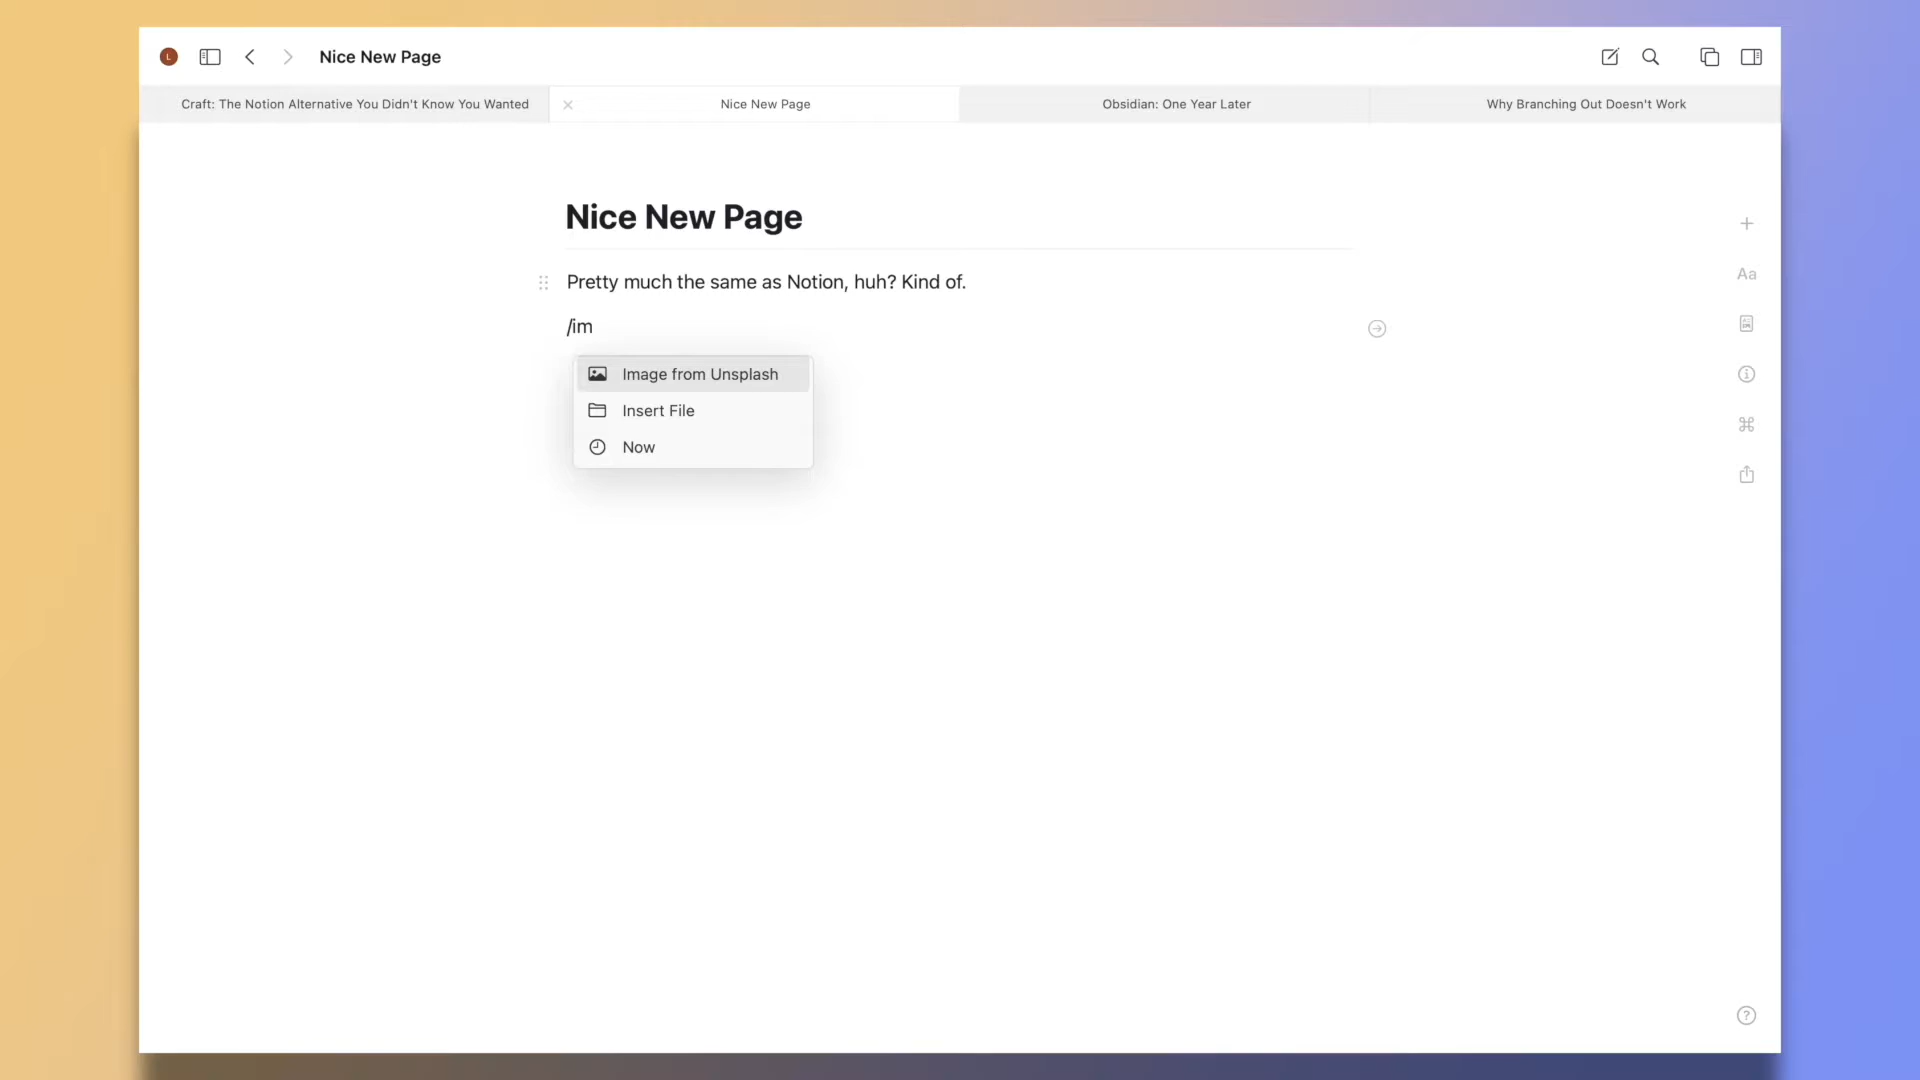 L
Nice New Page
Craft: The Notion Alternative You Didn't Know You Wanted
Nice New Page
Obsidian: One Year Later
Why Branching Out Doesn't Work
Nice New Page
Pretty much the same as Notion, huh? Kind of.
/im
Image from Unsplash
Insert File
Now
Aa